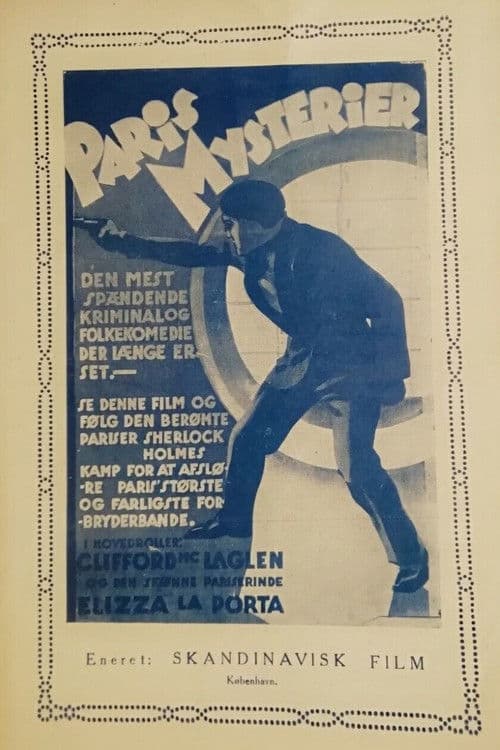 PARIS
MYSTERIER
DEN MEST
SPÆNDENDE
KRIMINAL OG
FOLKEKOMEDIE
DER LÆNGE ER
SET.—
SE DENNE FILM OG
FØLG DEN BERØMTE
PARISER SHERLOCK
HOLMES
KAMP FOR AT AFSLØ-
-RE PARIS' STØRSTE
OG FARLIGSTE FOR-
-BRYDERBANDE.
I HOVEDROLLER:
CLIFFORD MC LAGLEN
OG DEN SKØNNE PARISERINDE
ELIZZA LA PORTA
Eneret: SKANDINAVISK FILM
København.